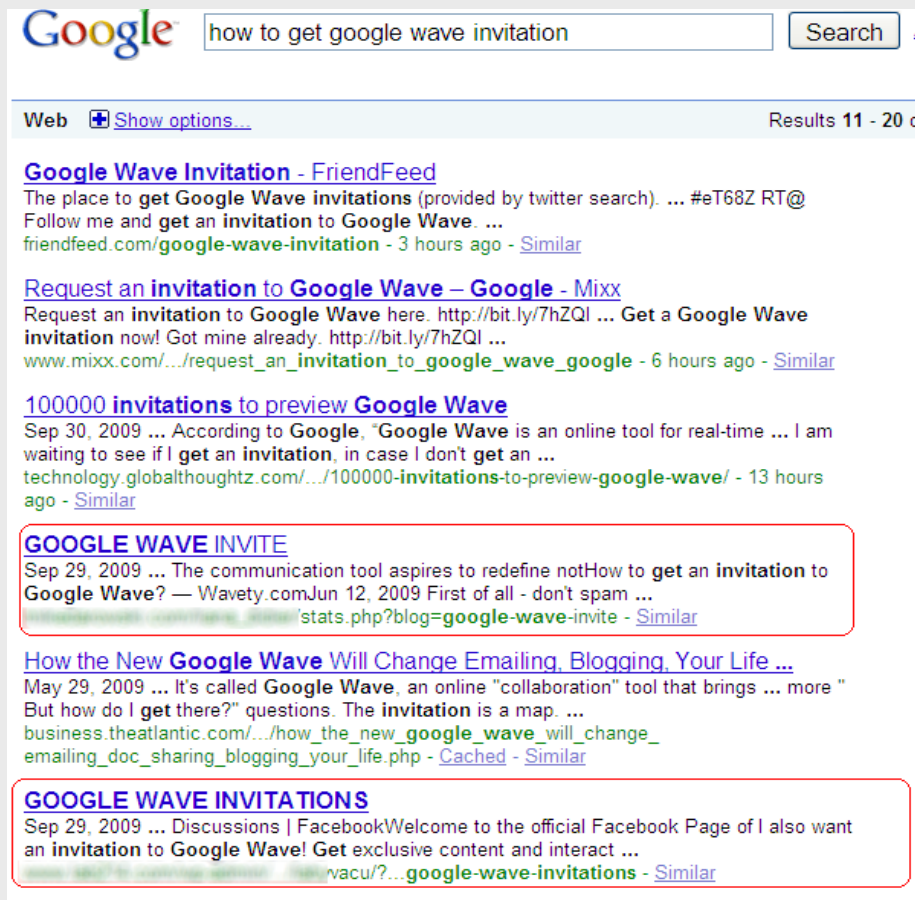 Google™ how to get google wave invitation Search
Web Show options... Results 11 - 20
Google Wave Invitation - FriendFeed
The place to get Google Wave invitations (provided by twitter search). ... #eT68Z RT@
Follow me and get an invitation to Google Wave. ...
friendfeed.com/google-wave-invitation - 3 hours ago - Similar
Request an invitation to Google Wave – Google - Mixx
Request an invitation to Google Wave here. http://bit.ly/7hZQI ... Get a Google Wave
invitation now! Got mine already. http://bit.ly/7hZQI ...
www.mixx.com/.../request_an_invitation_to_google_wave_google - 6 hours ago - Similar
100000 invitations to preview Google Wave
Sep 30, 2009 ... According to Google, “Google Wave is an online tool for real-time ... I am
waiting to see if I get an invitation, in case I don't get an ...
technology.globalthoughtz.com/.../100000-invitations-to-preview-google-wave/ - 13 hours
ago - Similar
GOOGLE WAVE INVITE
Sep 29, 2009 ... The communication tool aspires to redefine notHow to get an invitation to
Google Wave? — Wavety.comJun 12, 2009 First of all - don't spam ...
/stats.php?blog=google-wave-invite - Similar
How the New Google Wave Will Change Emailing, Blogging, Your Life ...
May 29, 2009 ... It's called Google Wave, an online "collaboration" tool that brings ... more "
But how do I get there?" questions. The invitation is a map. ...
business.theatlantic.com/.../how_the_new_google_wave_will_change_
emailing_doc_sharing_blogging_your_life.php - Cached - Similar
GOOGLE WAVE INVITATIONS
Sep 29, 2009 ... Discussions | FacebookWelcome to the official Facebook Page of I also want
an invitation to Google Wave! Get exclusive content and interact ...
vacu/?...google-wave-invitations - Similar